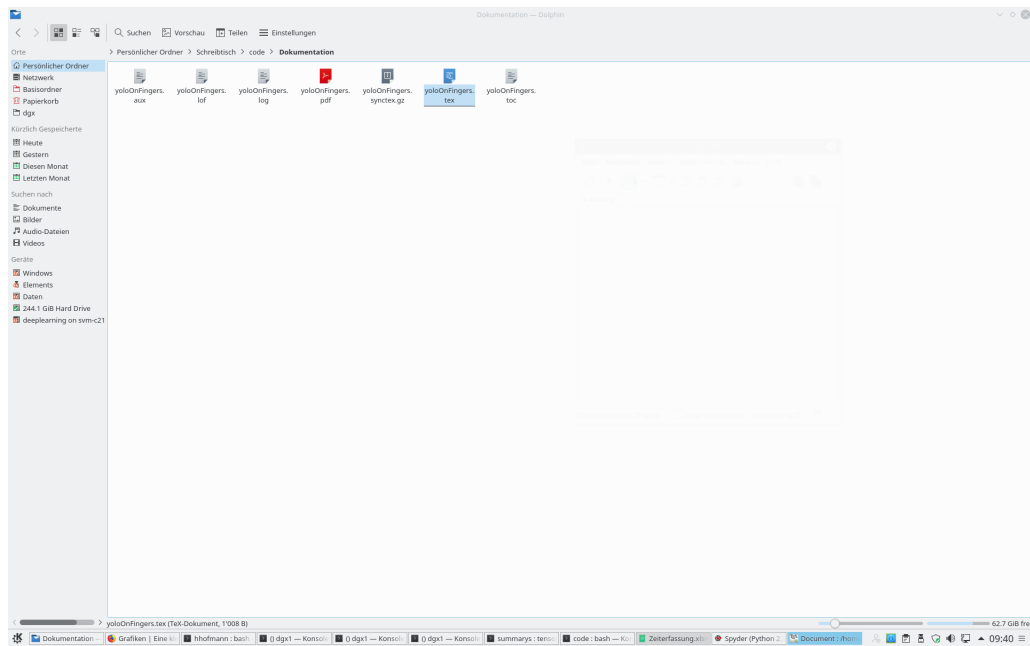 Dokumentation — Dolphin
Suchen Vorschau Teilen Einstellungen
Orte
> Persönlicher Ordner > Schreibtisch > code > Dokumentation
Persönlicher Ordner
Netzwerk
Basisordner
Papierkorb
dgx
Kürzlich Gespeicherte
Heute
Gestern
Diesen Monat
Letzten Monat
Suchen nach
Dokumente
Bilder
Audio-Dateien
Videos
Geräte
Windows
Elements
Daten
244.1 GiB Hard Drive
deeplearning on svm-c21
yoloOnFingers. yoloOnFingers. yoloOnFingers. yoloOnFingers. yoloOnFingers. yoloOnFingers. yoloOnFingers.
aux lof log pdf synctex.gz tex toc
yoloOnFingers.tex (TeX-Dokument, 1'008 B) 62.7 GiB fre
Dokumentation — Grafiken | Eine kl hhofmann : bash () dgx1 — Konsole () dgx1 — Konsole () dgx1 — Konsole summarys : tenso code : bash — Ko Zeiterfassung.xls Spyder (Python 2 Document : /hom 09:40